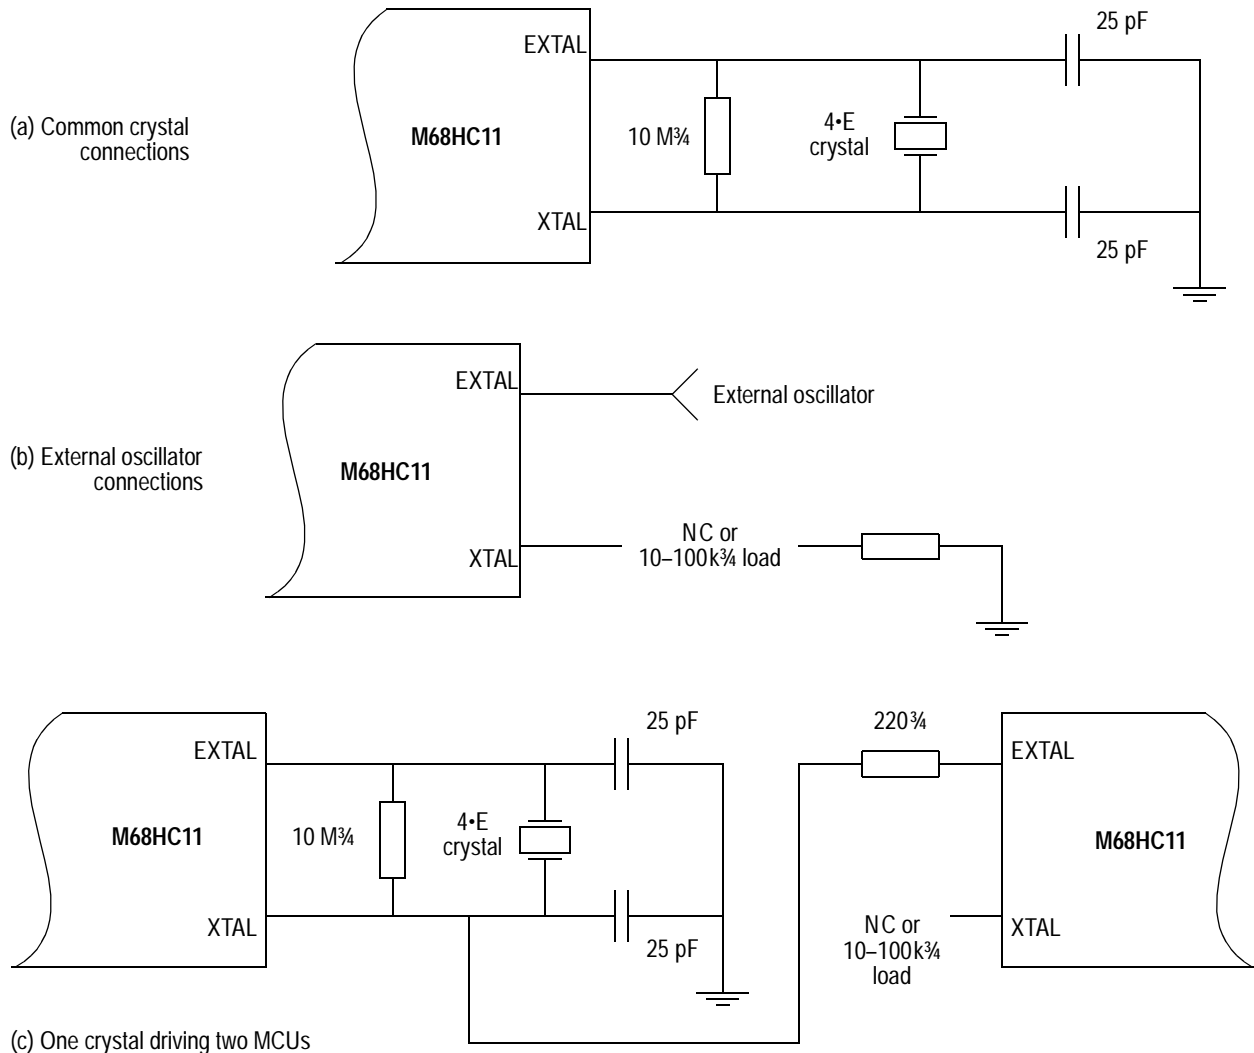 25 pF
EXTAL
(a) Common crystal
connections
M68HC11
10 M¾
4•E
crystal
XTAL
25 pF
EXTAL
External oscillator
(b) External oscillator
connections
M68HC11
NC or
10–100k¾ load
XTAL
25 pF
220¾
EXTAL
EXTAL
M68HC11
10 M¾
4•E
crystal
M68HC11
XTAL
25 pF
NC or
10–100k¾
load
XTAL
(c) One crystal driving two MCUs